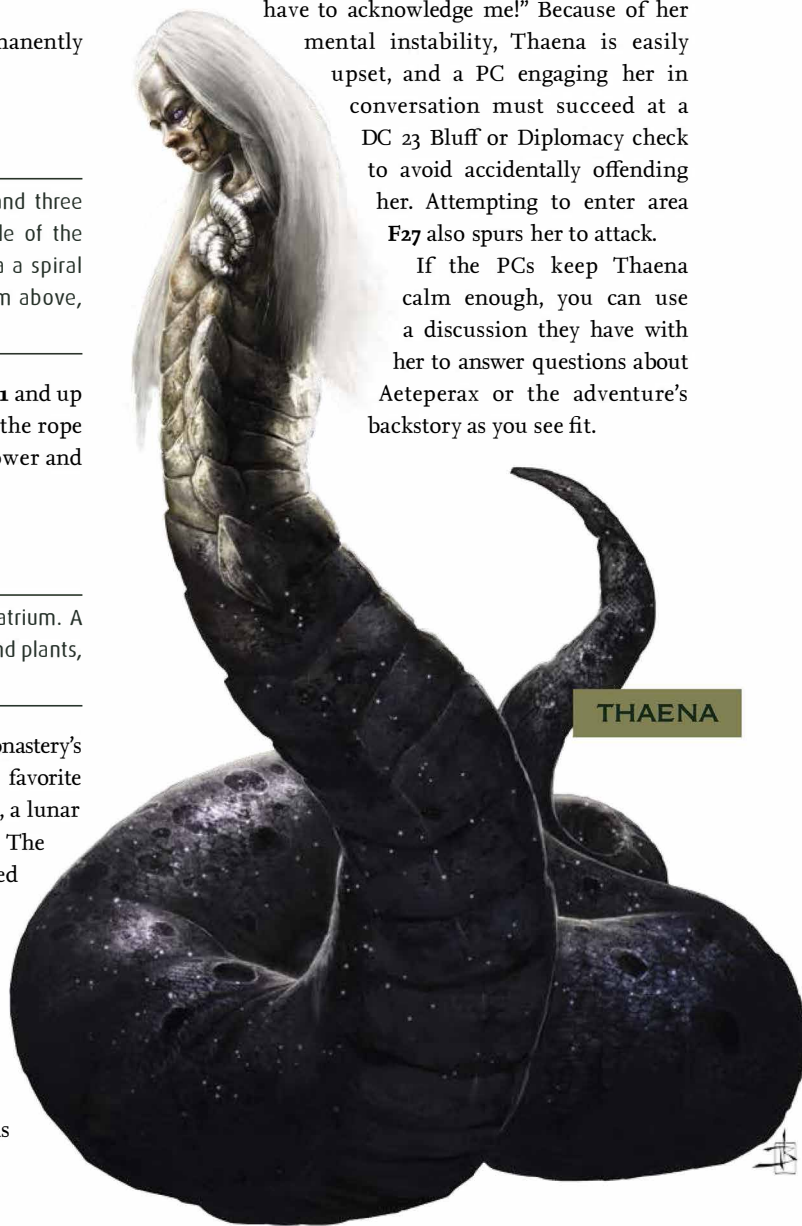 manently
and three
le of the
a a spiral
m above,
1 and up
the rope
ower and
atrium. A
nd plants,
onastery's
favorite
, a lunar
The
ed
s
have to acknowledge me!” Because of her
mental instability, Thaena is easily
upset, and a PC engaging her in
conversation must succeed at a
DC 23 Bluff or Diplomacy check
to avoid accidentally offending
her. Attempting to enter area
F27 also spurs her to attack.
If the PCs keep Thaena
calm enough, you can use
a discussion they have with
her to answer questions about
Aeteperax or the adventure’s
backstory as you see fit.
THAENA